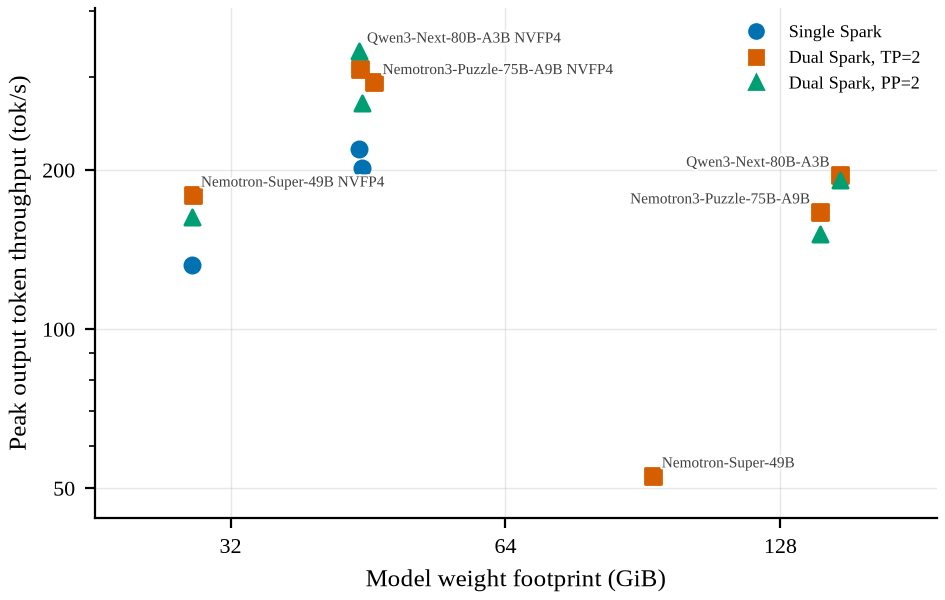 Qwen3-Next-80B-A3B NVFP4
Nemotron3-Puzzle-75B-A9B NVFP4
Nemotron-Super-49B NVFP4
Qwen3-Next-80B-A3B
Nemotron3-Puzzle-75B-A9B
Nemotron-Super-49B
Single Spark
Dual Spark, TP=2
Dual Spark, PP=2
Peak output token throughput (tok/s)
200
100
50
32
64
128
Model weight footprint (GiB)